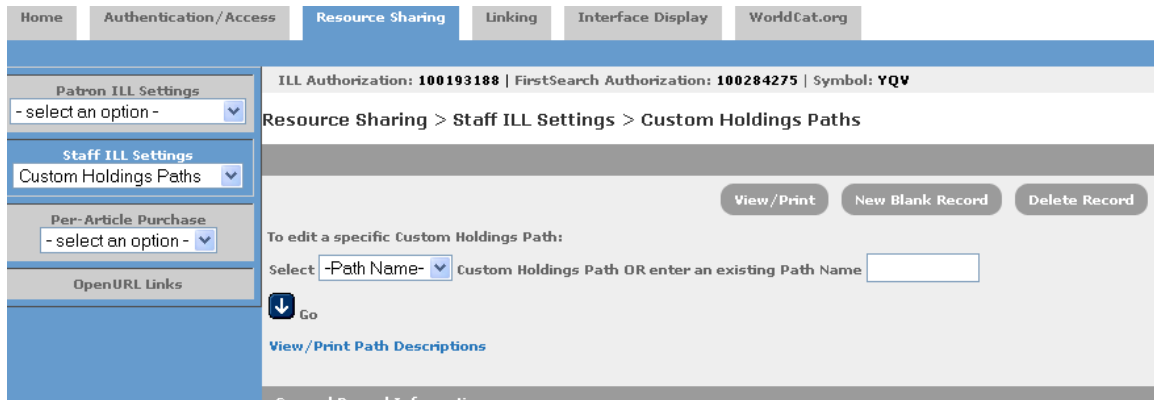 Home Authentication/Access Resource Sharing Linking Interface Display WorldCat.org
Patron ILL Settings
- select an option -
Staff ILL Settings
Custom Holdings Paths
Per-Article Purchase
- select an option -
OpenURL Links
ILL Authorization: 100193188 | FirstSearch Authorization: 100284275 | Symbol: YQV
Resource Sharing > Staff ILL Settings > Custom Holdings Paths
View/Print New Blank Record Delete Record
To edit a specific Custom Holdings Path:
Select -Path Name- Custom Holdings Path OR enter an existing Path Name
Go
View/Print Path Descriptions